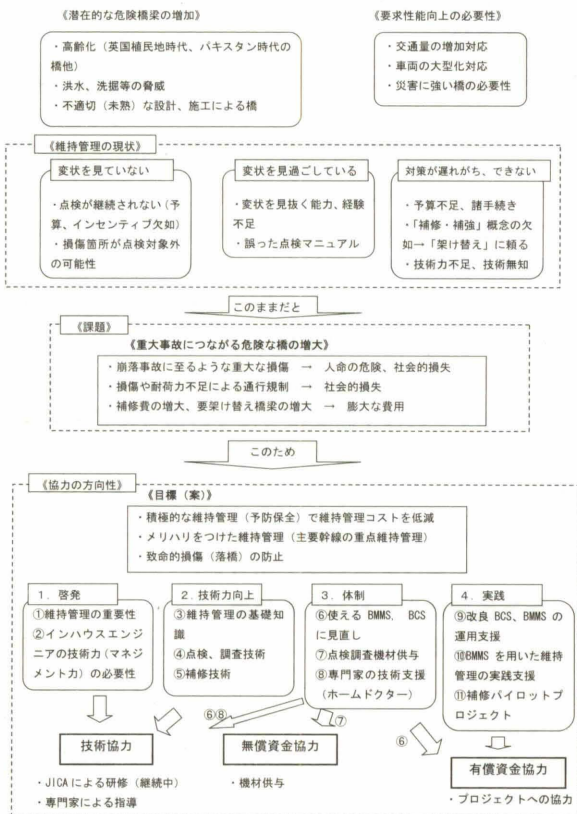 《潜在的な危険橋梁の増加》
・高齢化（英国植民地時代、パキスタン時代の
橋他）
・洪水、洗掘等の脅威
・不適切（未熟）な設計、施工による橋
《要求性能向上の必要性》
・交通量の増加対応
・車両の大型化対応
・災害に強い橋の必要性
《維持管理の現状》
変状を見ていない
・点検が継続されない（予
算、インセンティブ欠如）
・損傷箇所が点検対象外
の可能性
変状を見過ごしている
・変状を見抜く能力、経験
不足
・誤った点検マニュアル
対策が遅れがち、できない
・予算不足、諸手続き
・「補修・補強」概念の欠
如→「架け替え」に頼る
・技術力不足、技術無知
このままだと
《課題》
《重大事故につながる危険な橋の増大》
・崩落事故に至るような重大な損傷 → 人命の危険、社会的損失
・損傷や耐荷力不足による通行規制 → 社会的損失
・補修費の増大、要架け替え橋梁の増大 → 膨大な費用
このため
《協力の方向性》
《目標（案）》
・積極的な維持管理（予防保全）で維持管理コストを低減
・メリハリをつけた維持管理（主要幹線の重点維持管理）
・致命的損傷（落橋）の防止
1．啓発
①維持管理の重要性
②インハウスエンジ
ニアの技術力（マネジ
メント力）の必要性
2．技術力向上
③維持管理の基礎知
識
④点検、調査技術
⑤補修技術
3．体制
⑥使える BMMS、BCS
に見直し
⑦点検調査機材供与
⑧専門家の技術支援
（ホームドクター）
4．実践
⑨改良 BCS、BMMS の
運用支援
⑩BMMS を用いた維持
管理の実践支援
⑪補修パイロットプ
ロジェクト
⑥⑧
⑦
⑥
技術協力
・JICA による研修（継続中）
・専門家による指導
無償資金協力
・機材供与
有償資金協力
・プロジェクトへの協力